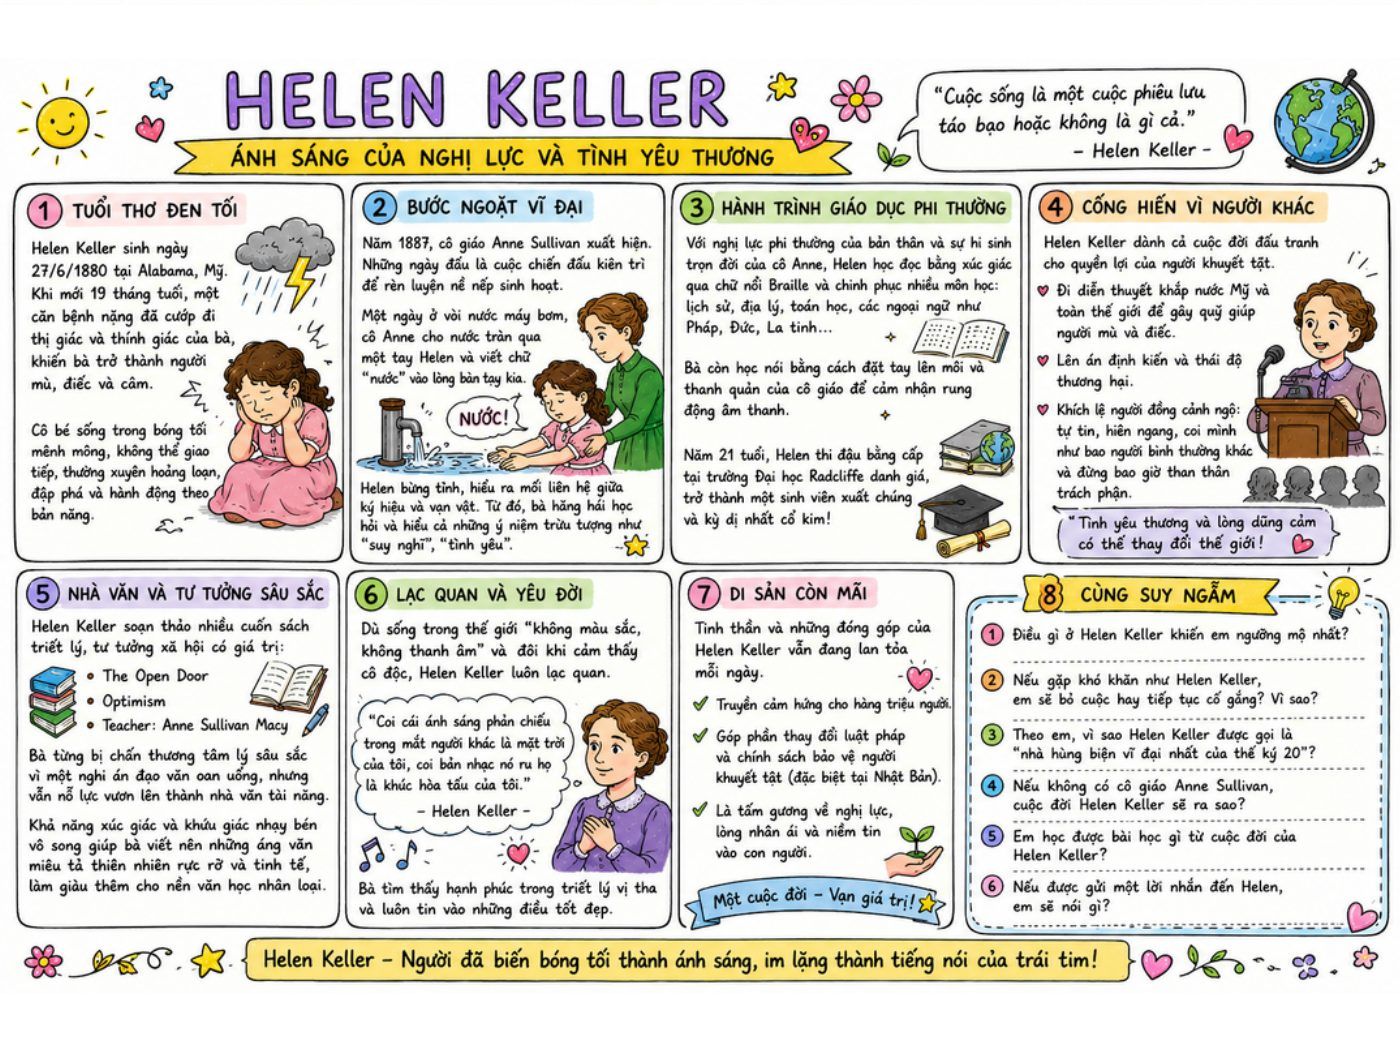 HELEN KELLER
ÁNH SÁNG CỦA NGHỊ LỰC VÀ TÌNH YÊU THƯƠNG
“Cuộc sống là một cuộc phiêu lưu
táo bạo hoặc không là gì cả.”
– Helen Keller –
1 TUỔI THƠ ĐEN TỐI
Helen Keller sinh ngày
27/6/1880 tại Alabama, Mỹ.
Khi mới 19 tháng tuổi, một
căn bệnh nặng đã cướp đi
thị giác và thính giác của bà,
khiến bà trở thành người
mù, điếc và câm.
Cô bé sống trong bóng tối
mênh mông, không thể giao
tiếp, thường xuyên hoảng loạn,
đập phá và hành động theo
bản năng.
2 BƯỚC NGOẶT VĨ ĐẠI
Năm 1887, cô giáo Anne Sullivan xuất hiện.
Những ngày đầu là cuộc chiến đấu kiên trì
để rèn luyện nề nếp sinh hoạt.
Một ngày ở vòi nước máy bơm,
cô Anne cho nước tràn qua
một tay Helen và viết chữ
“nước” vào lòng bàn tay kia.
NƯỚC!
Helen bừng tỉnh, hiểu ra mối liên hệ giữa
ký hiệu và vạn vật. Từ đó, bà hăng hái học
hỏi và hiểu cả những ý niệm trừu tượng như
“suy nghĩ”, “tình yêu”.
3 HÀNH TRÌNH GIÁO DỤC PHI THƯỜNG
Với nghị lực phi thường của bản thân và sự hi sinh
trọn đời của cô Anne, Helen học đọc bằng xúc giác
qua chữ nổi Braille và chinh phục nhiều môn học:
lịch sử, địa lý, toán học, các ngoại ngữ như
Pháp, Đức, La tinh...
Bà còn học nói bằng cách đặt tay lên môi và
thanh quản của cô giáo để cảm nhận rung
động âm thanh.
Năm 21 tuổi, Helen thi đậu bằng cấp
tại trường Đại học Radcliffe danh giá,
trở thành một sinh viên xuất chúng
và kỳ dị nhất cổ kim!
4 CỐNG HIẾN VÌ NGƯỜI KHÁC
Helen Keller dành cả cuộc đời đấu tranh
cho quyền lợi của người khuyết tật.
Đi diễn thuyết khắp nước Mỹ và
toàn thế giới để gây quỹ giúp
người mù và điếc.
Lên án định kiến và thái độ
thương hại.
Khích lệ người đồng cảnh ngộ:
tự tin, hiên ngang, coi mình
như bao người bình thường khác
và đừng bao giờ than thân
trách phận.
“Tình yêu thương và lòng dũng cảm
có thể thay đổi thế giới!
5 NHÀ VĂN VÀ TƯ TƯỞNG SÂU SẮC
Helen Keller soạn thảo nhiều cuốn sách
triết lý, tư tưởng xã hội có giá trị:
• The Open Door
• Optimism
• Teacher: Anne Sullivan Macy
Bà từng bị chấn thương tâm lý sâu sắc
vì một nghi án đạo văn oan uổng, nhưng
vẫn nỗ lực vươn lên thành nhà văn tài năng.
Khả năng xúc giác và khứu giác nhạy bén
vô song giúp bà viết nên những áng văn
miêu tả thiên nhiên rực rỡ và tinh tế,
làm giàu thêm cho nền văn học nhân loại.
6 LẠC QUAN VÀ YÊU ĐỜI
Dù sống trong thế giới “không màu sắc,
không thanh âm” và đôi khi cảm thấy
cô độc, Helen Keller luôn lạc quan.
“Coi cái ánh sáng phản chiếu
trong mắt người khác là mặt trời
của tôi, coi bản nhạc nó ru họ
là khúc hòa tấu của tôi.”
– Helen Keller –
Bà tìm thấy hạnh phúc trong triết lý vị tha
và luôn tin vào những điều tốt đẹp.
7 DI SẢN CÒN MÃI
Tinh thần và những đóng góp của
Helen Keller vẫn đang lan tỏa
mỗi ngày.
Truyền cảm hứng cho hàng triệu người.
Góp phần thay đổi luật pháp
và chính sách bảo vệ người
khuyết tật (đặc biệt tại Nhật Bản).
Là tấm gương về nghị lực,
lòng nhân ái và niềm tin
vào con người.
Một cuộc đời – Vạn giá trị!
8 CÙNG SUY NGẪM
1 Điều gì ở Helen Keller khiến em ngưỡng mộ nhất?
2 Nếu gặp khó khăn như Helen Keller,
em sẽ bỏ cuộc hay tiếp tục cố gắng? Vì sao?
3 Theo em, vì sao Helen Keller được gọi là
“nhà hùng biện vĩ đại nhất của thế kỷ 20”?
4 Nếu không có cô giáo Anne Sullivan,
cuộc đời Helen Keller sẽ ra sao?
5 Em học được bài học gì từ cuộc đời của
Helen Keller?
6 Nếu được gửi một lời nhắn đến Helen,
em sẽ nói gì?
Helen Keller – Người đã biến bóng tối thành ánh sáng, im lặng thành tiếng nói của trái tim!